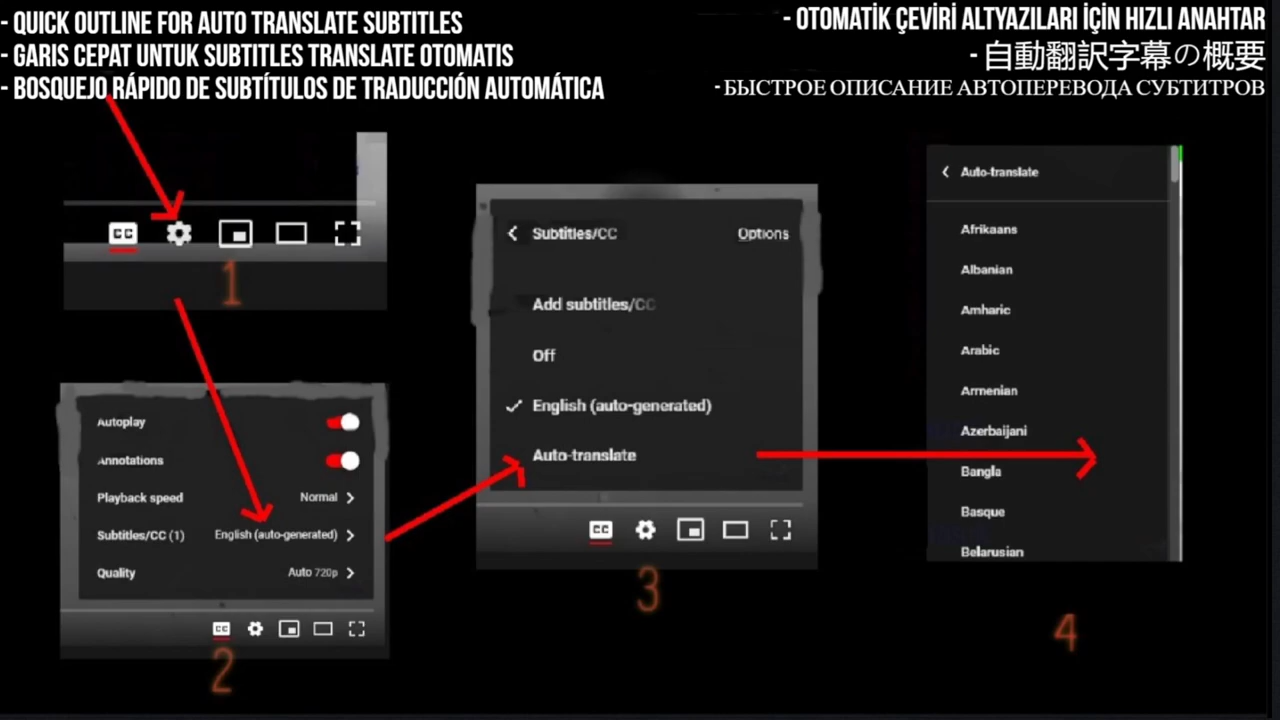 - QUICK OUTLINE FOR AUTO TRANSLATE SUBTITLES
- GARIS CEPAT UNTUK SUBTITLES TRANSLATE OTOMATIS
- BOSQUEJO RÁPIDO DE SUBTÍTULOS DE TRADUCCIÓN AUTOMÁTICA
- OTOMATİK ÇEVİRİ ALTYAZILARI İÇİN HIZLI ANAHTAR
- 自動翻訳字幕の概要
- БЫСТРОЕ ОПИСАНИЕ АВТОПЕРЕВОДА СУБТИТРОВ
CC
1
Autoplay
Annotations
Playback speed Normal
Subtitles/CC (1) English (auto-generated)
Quality Auto 720p
CC
2
Subtitles/CC Options
Add subtitles/CC
Off
English (auto-generated)
Auto-translate
CC
3
Auto-translate
Afrikaans
Albanian
Amharic
Arabic
Armenian
Azerbaijani
Bangla
Basque
Belarusian
4